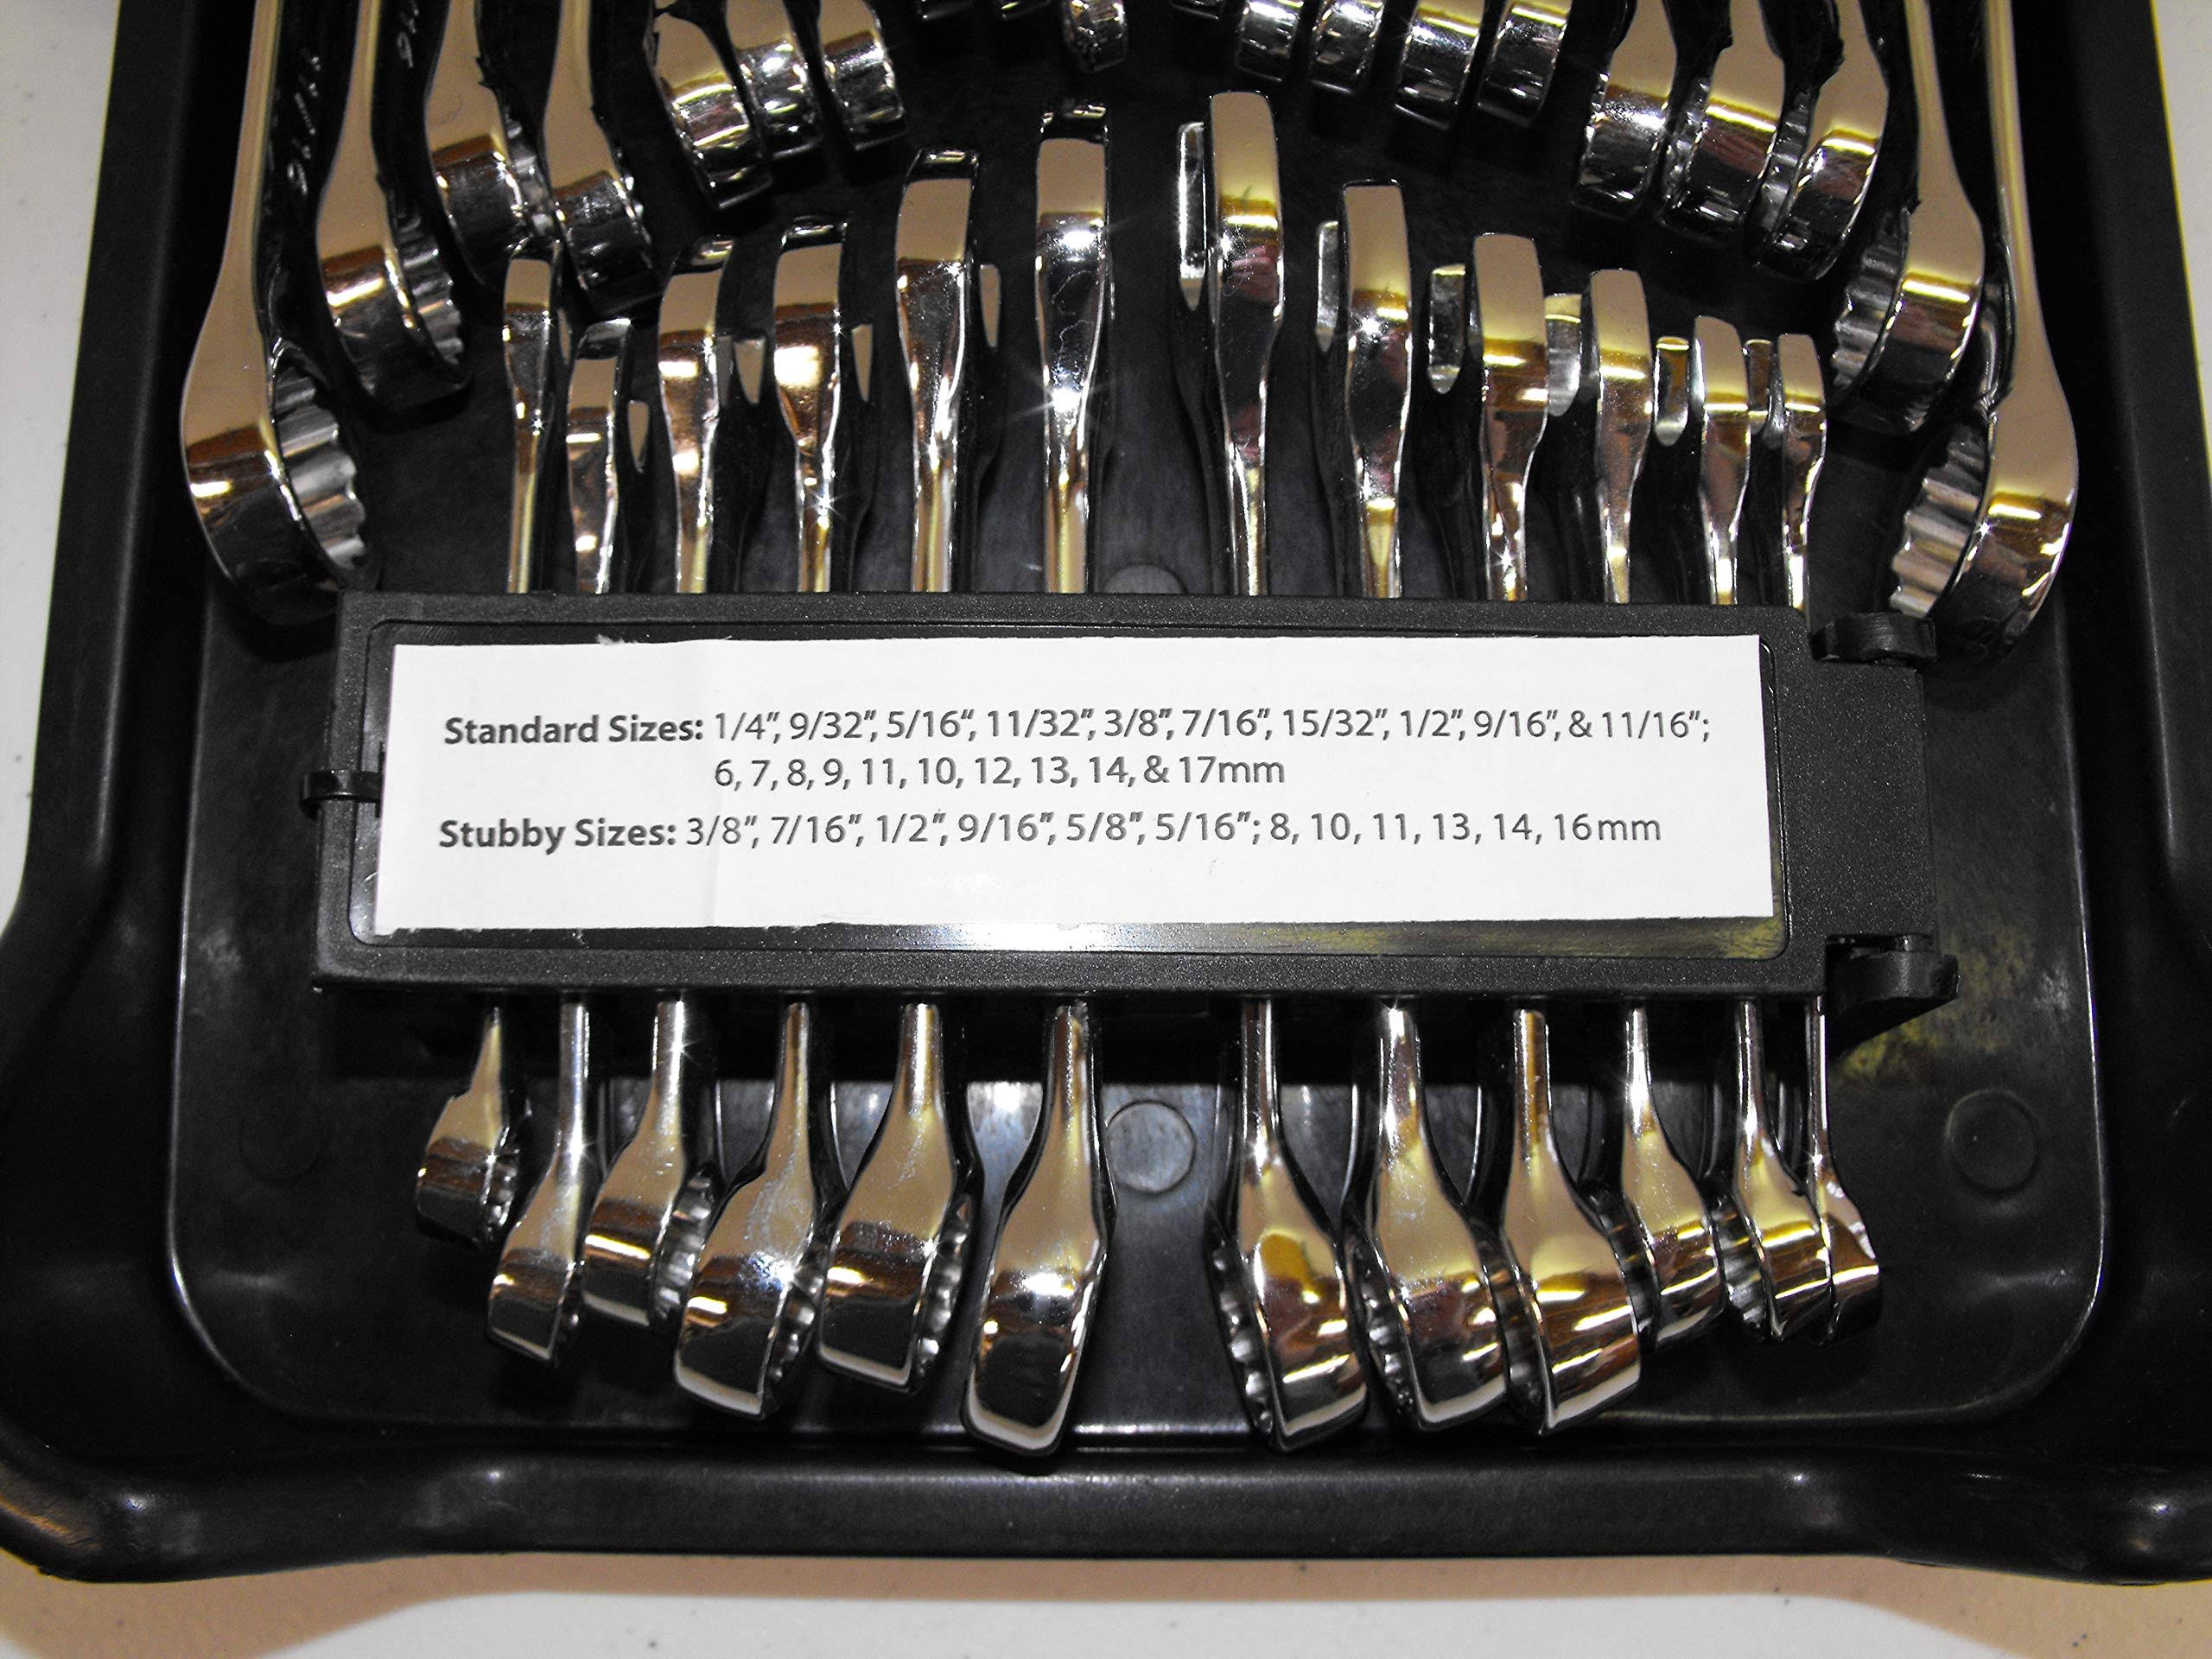 Standard Sizes: 1/4", 9/32", 5/16", 11/32", 3/8", 7/16", 15/32", 1/2", 9/16", & 11/16";
6, 7, 8, 9, 11, 10, 12, 13, 14, & 17mm
Stubby Sizes: 3/8", 7/16", 1/2", 9/16", 5/8", 5/16"; 8, 10, 11, 13, 14, 16mm